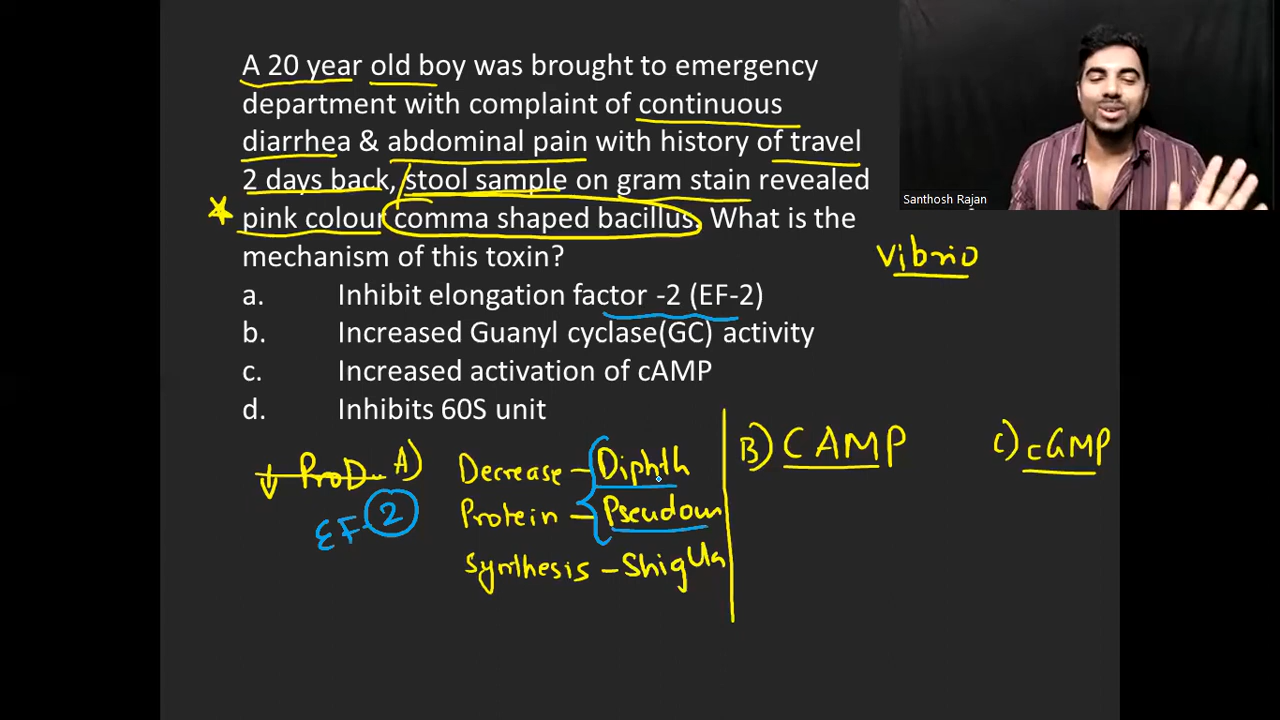 A 20 year old boy was brought to emergency
department with complaint of continuous
diarrhea & abdominal pain with history of travel
2 days back, stool sample on gram stain revealed
pink colour comma shaped bacillus. What is the
mechanism of this toxin?
a. Inhibit elongation factor -2 (EF-2)
b. Increased Guanyl cyclase(GC) activity
c. Increased activation of cAMP
d. Inhibits 60S unit
Santhosh Rajan
Vibrio
↓ ProD A) Decrease – Diphth
EF-2 Protein – Pseudom
Synthesis – Shigella
B) CAMP
C) cGMP